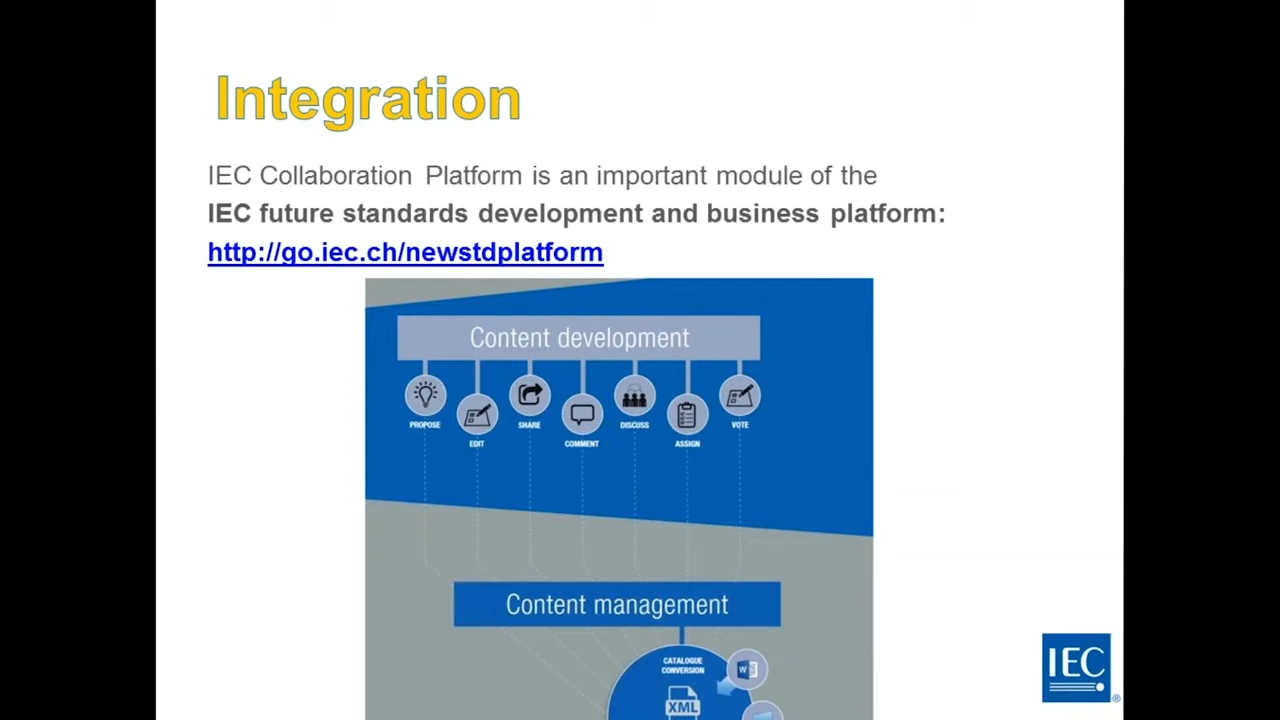 Integration
IEC Collaboration Platform is an important module of the
IEC future standards development and business platform:
http://go.iec.ch/newstdplatform
Content development
PROPOSE
EDIT
SHARE
COMMENT
DISCUSS
ASSIGN
VOTE
Content management
CATALOGUE
CONVERSION
W
XML
IEC
®